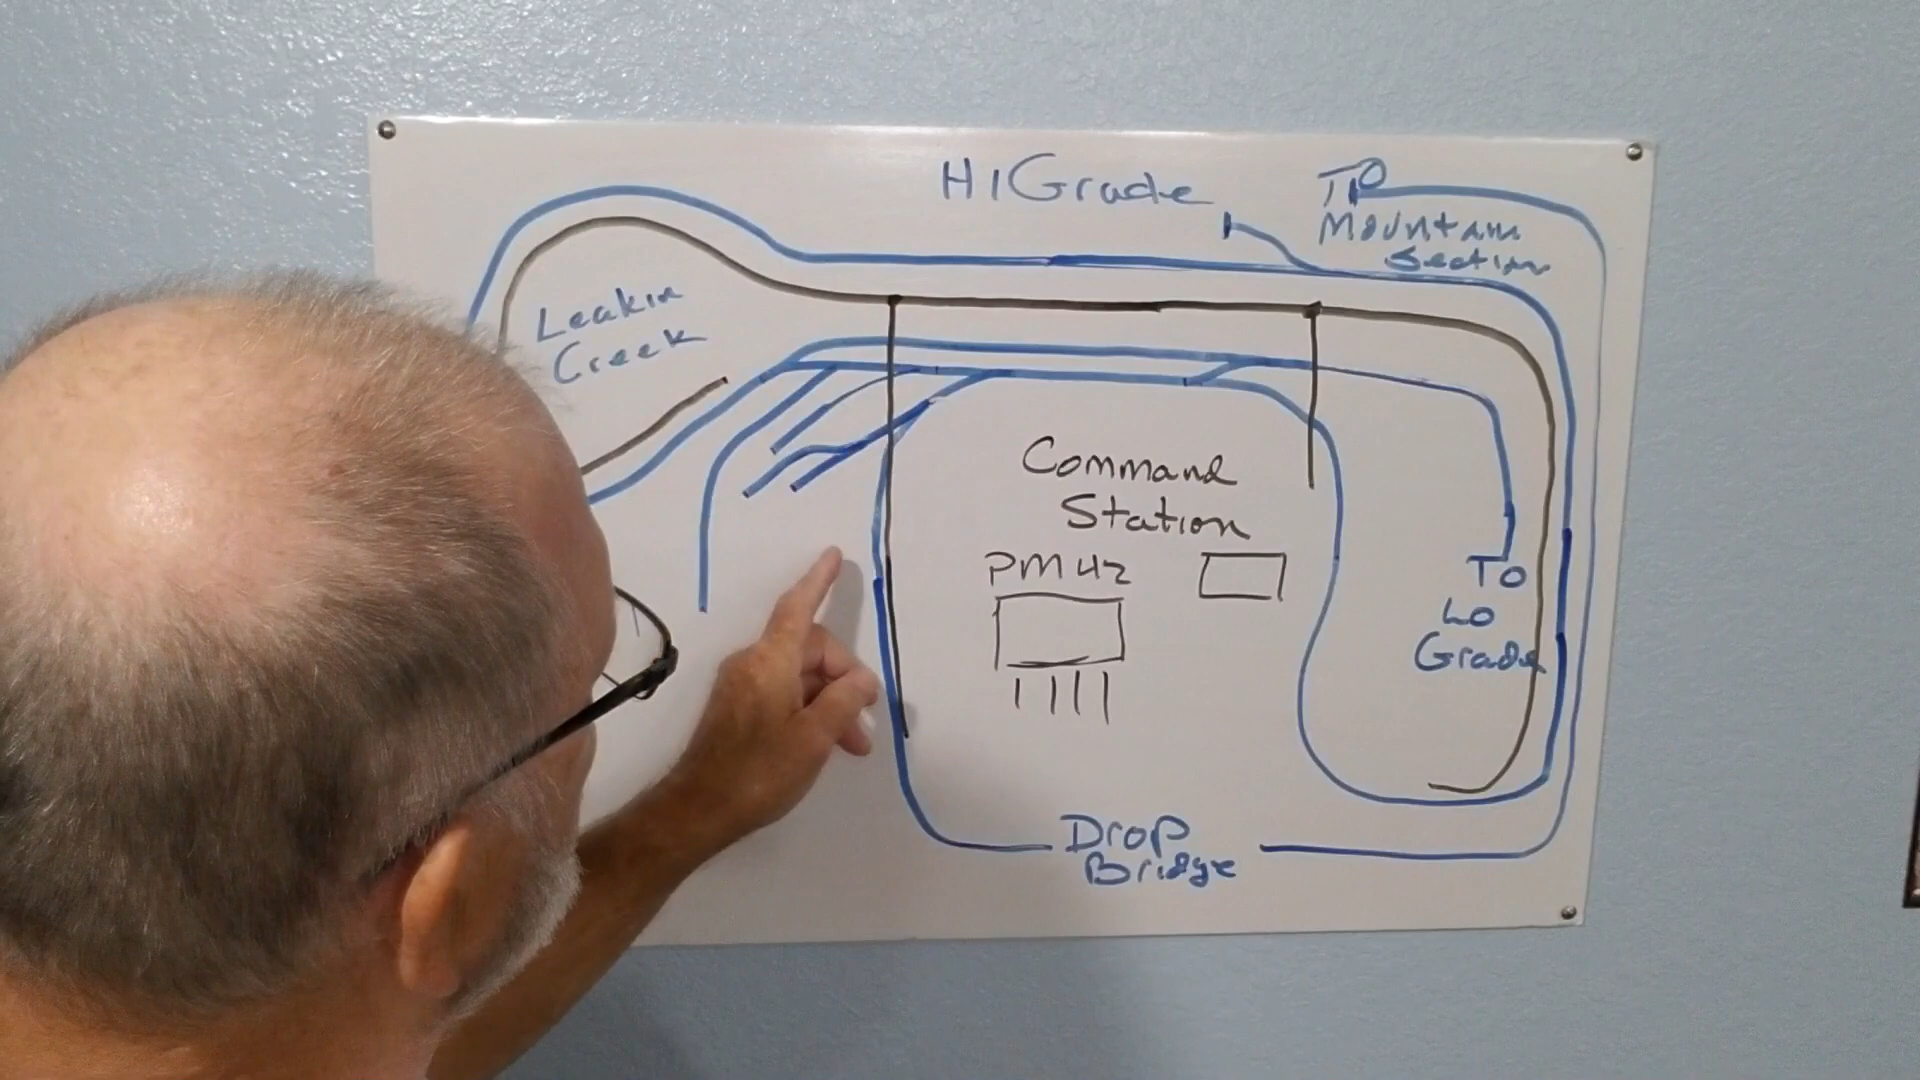 HIGrade
TO
Mountain
Section
Leakin
Creek
Command
Station
PM42
TO
LO
Grade
Drop
Bridge